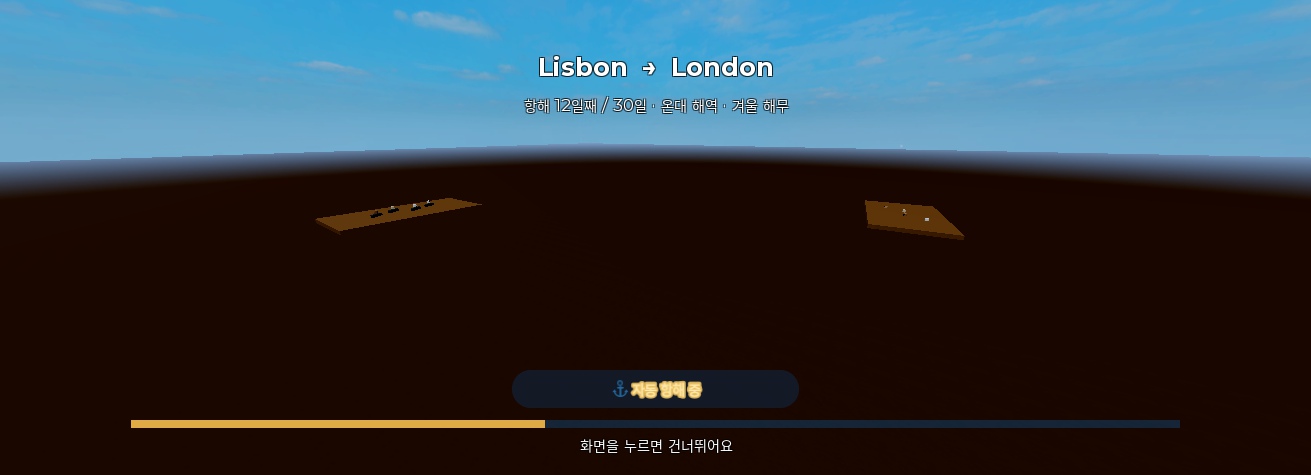 Lisbon → London
항해 12일째 / 30일 · 온대 해역 · 겨울 해무
⚓ 자동 항해 중
화면을 누르면 건너뛰어요